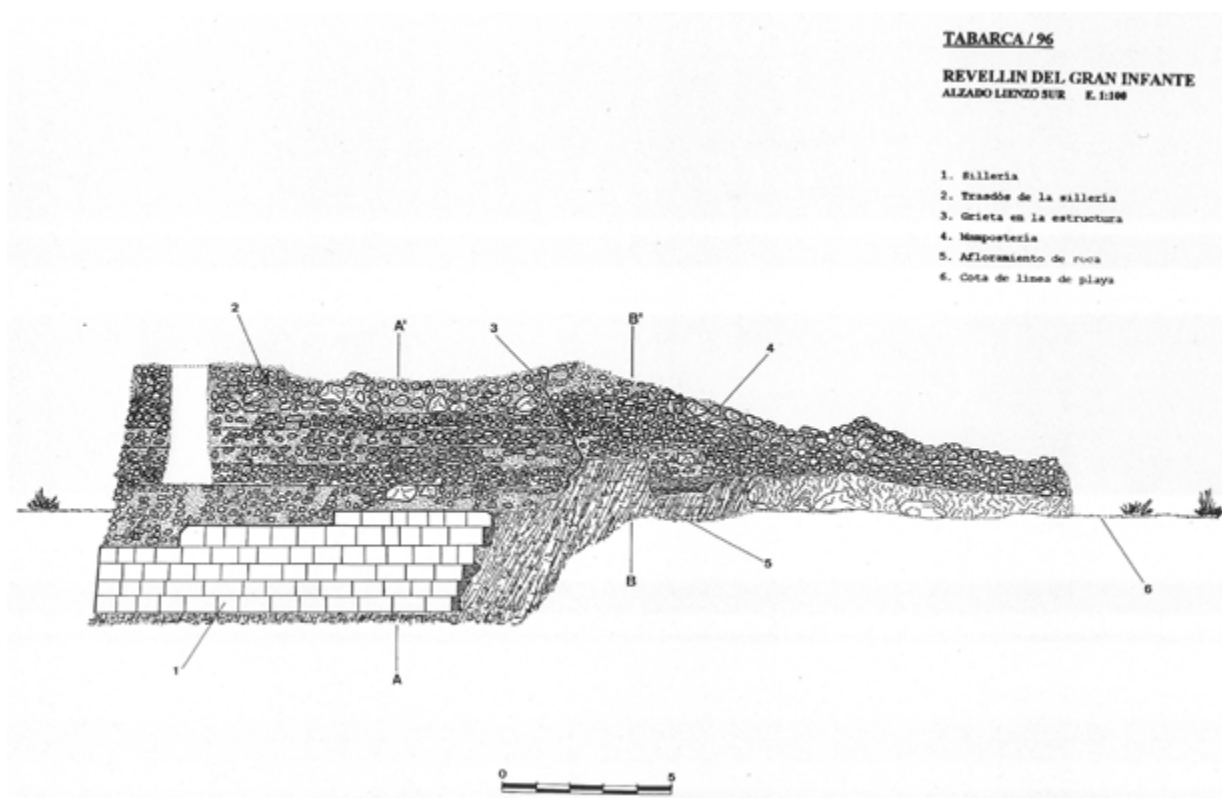 TABARCA / 96
REVELLIN DEL GRAN INFANTE
ALZADO LIENZO SUR E. 1:100
1. Silleria
2. Trasdós de la silleria
3. Grieta en la estructura
4. Mamposteria
5. Afloramiento de roca
6. Cota de linea de playa
2
A'
3
B'
4
B
5
6
1
A
0 5